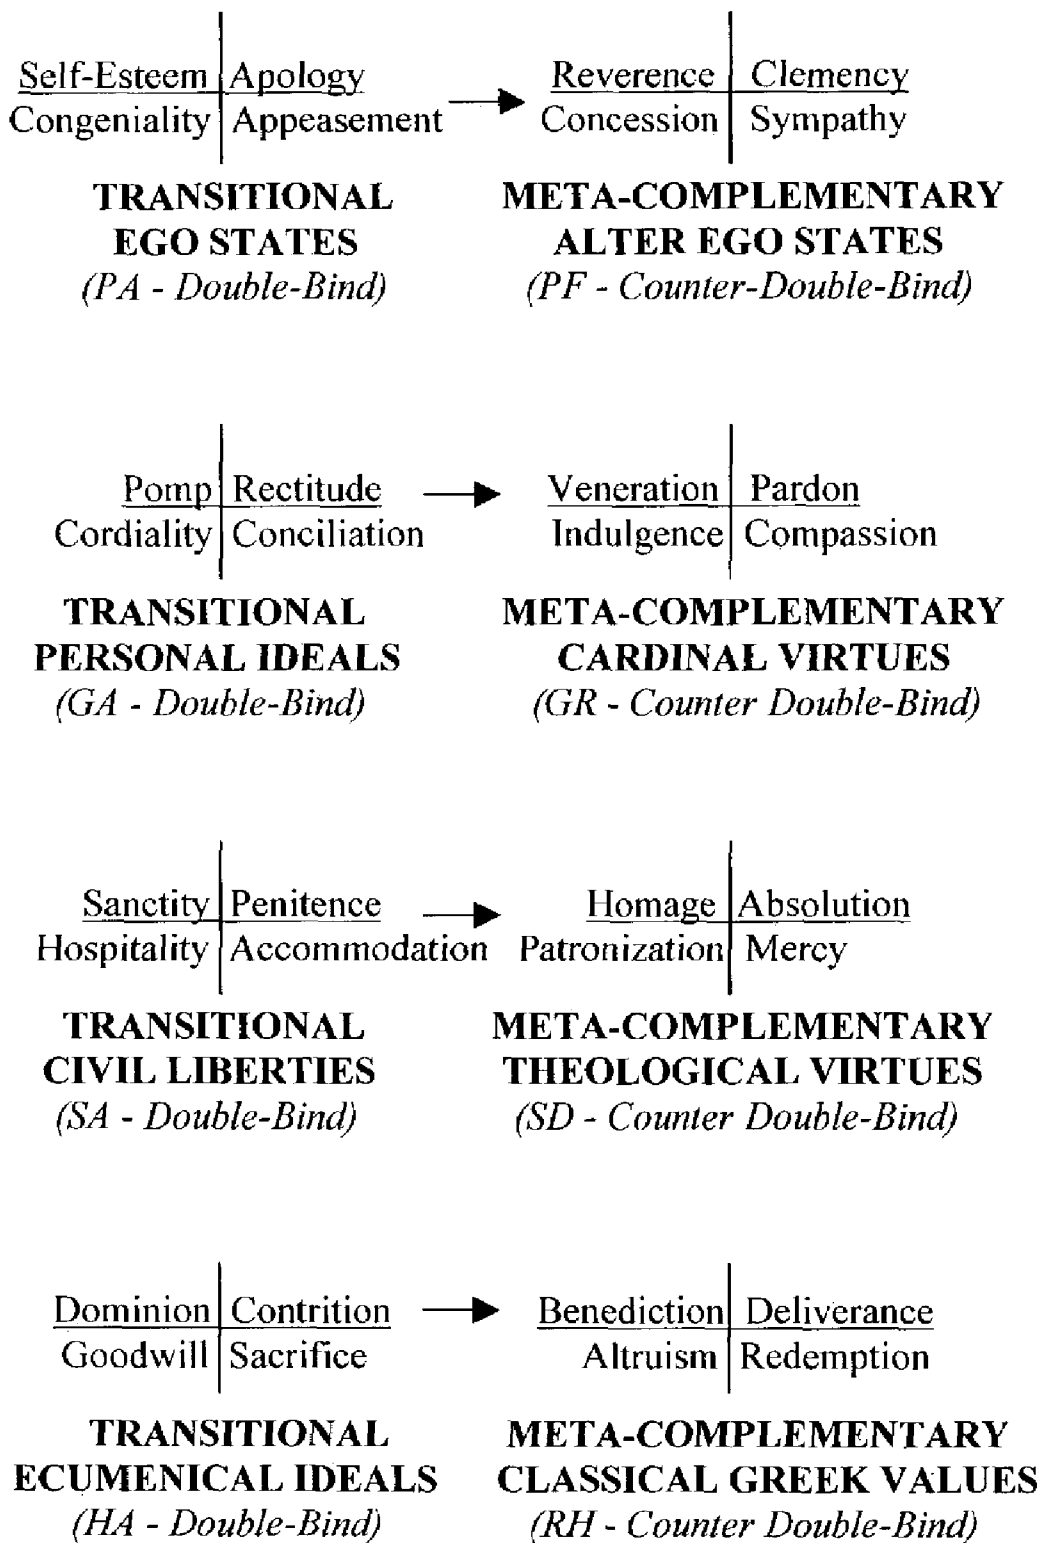 Self-Esteem Apology Reverence Clemency
Congeniality Appeasement Concession Sympathy
TRANSITIONAL META-COMPLEMENTARY
EGO STATES ALTER EGO STATES
(PA - Double-Bind) (PF - Counter-Double-Bind)
Pomp Rectitude Veneration Pardon
Cordiality Conciliation Indulgence Compassion
TRANSITIONAL META-COMPLEMENTARY
PERSONAL IDEALS CARDINAL VIRTUES
(GA - Double-Bind) (GR - Counter Double-Bind)
Sanctity Penitence Homage Absolution
Hospitality Accommodation Patronization Mercy
TRANSITIONAL META-COMPLEMENTARY
CIVIL LIBERTIES THEOLOGICAL VIRTUES
(SA - Double-Bind) (SD - Counter Double-Bind)
Dominion Contrition Benediction Deliverance
Goodwill Sacrifice Altruism Redemption
TRANSITIONAL META-COMPLEMENTARY
ECUMENICAL IDEALS CLASSICAL GREEK VALUES
(HA - Double-Bind) (RH - Counter Double-Bind)